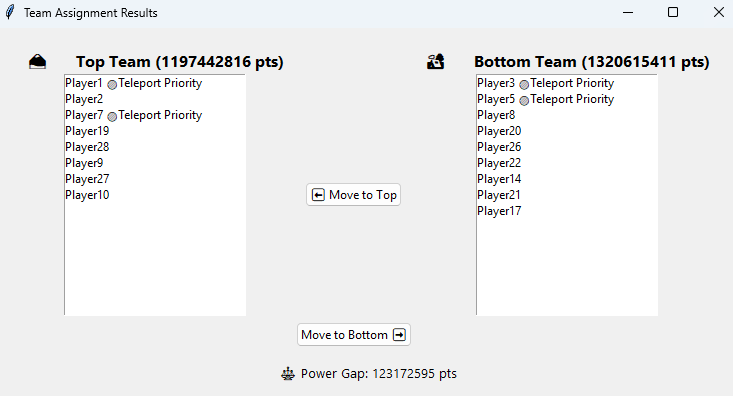 Team Assignment Results
Top Team (1197442816 pts)
Player1 Teleport Priority
Player2
Player7 Teleport Priority
Player19
Player28
Player9
Player27
Player10
Move to Top
Move to Bottom
Bottom Team (1320615411 pts)
Player3 Teleport Priority
Player5 Teleport Priority
Player8
Player20
Player26
Player22
Player14
Player21
Player17
Power Gap: 123172595 pts